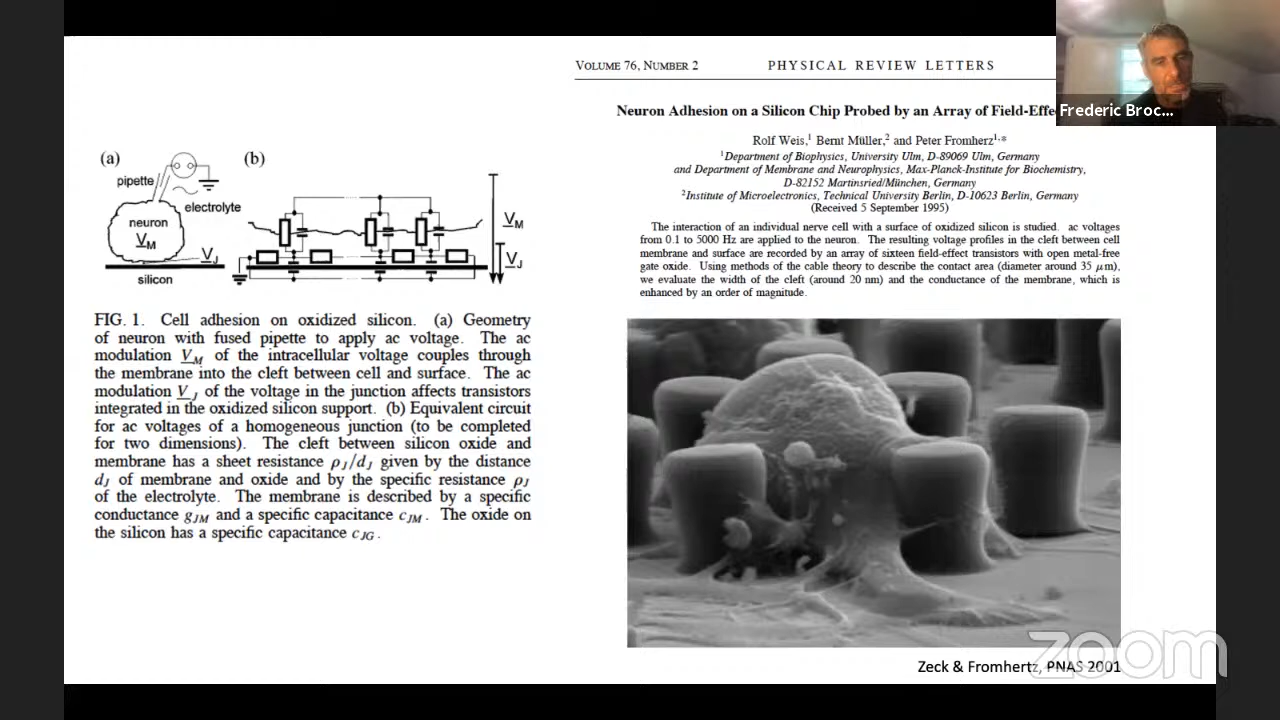 VOLUME 76, NUMBER 2 PHYSICAL REVIEW LETTERS
Neuron Adhesion on a Silicon Chip Probed by an Array of Field-Effe
Frederic Broc...
Rolf Weis,¹ Bernt Müller,² and Peter Fromherz¹,*
¹Department of Biophysics, University Ulm, D-89069 Ulm, Germany
and Department of Membrane and Neurophysics, Max-Planck-Institute for Biochemistry,
D-82152 Martinsried/München, Germany
²Institute of Microelectronics, Technical University Berlin, D-10623 Berlin, Germany
(Received 5 September 1995)
The interaction of an individual nerve cell with a surface of oxidized silicon is studied. ac voltages
from 0.1 to 5000 Hz are applied to the neuron. The resulting voltage profiles in the cleft between cell
membrane and surface are recorded by an array of sixteen field-effect transistors with open metal-free
gate oxide. Using methods of the cable theory to describe the contact area (diameter around 35 μm),
we evaluate the width of the cleft (around 20 nm) and the conductance of the membrane, which is
enhanced by an order of magnitude.
(a)
pipette
electrolyte
neuron
V_M
V_J
silicon
(b)
V_M
V_J
FIG. 1. Cell adhesion on oxidized silicon. (a) Geometry
of neuron with fused pipette to apply ac voltage. The ac
modulation V_M of the intracellular voltage couples through
the membrane into the cleft between cell and surface. The ac
modulation V_J of the voltage in the junction affects transistors
integrated in the oxidized silicon support. (b) Equivalent circuit
for ac voltages of a homogeneous junction (to be completed
for two dimensions). The cleft between silicon oxide and
membrane has a sheet resistance ρ_J/d_J given by the distance
d_J of membrane and oxide and by the specific resistance ρ_J
of the electrolyte. The membrane is described by a specific
conductance g_JM and a specific capacitance c_JM. The oxide on
the silicon has a specific capacitance c_JG.
Zeck & Fromhertz, PNAS 2001
zoom